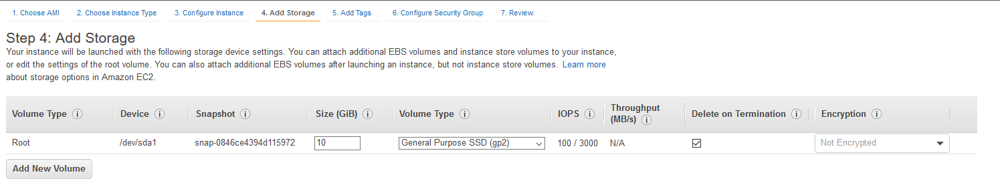 1. Choose AMI 2. Choose Instance Type 3. Configure Instance 4. Add Storage 5. Add Tags 6. Configure Security Group 7. Review
Step 4: Add Storage
Your instance will be launched with the following storage device settings. You can attach additional EBS volumes and instance store volumes to your instance,
or edit the settings of the root volume. You can also attach additional EBS volumes after launching an instance, but not instance store volumes. Learn more
about storage options in Amazon EC2.
Volume Type i Device i Snapshot i Size (GiB) i Volume Type i IOPS i Throughput (MB/s) i Delete on Termination i Encryption i
Root /dev/sda1 snap-0846ce4394d115972 10 General Purpose SSD (gp2) 100 / 3000 N/A Not Encrypted
Add New Volume